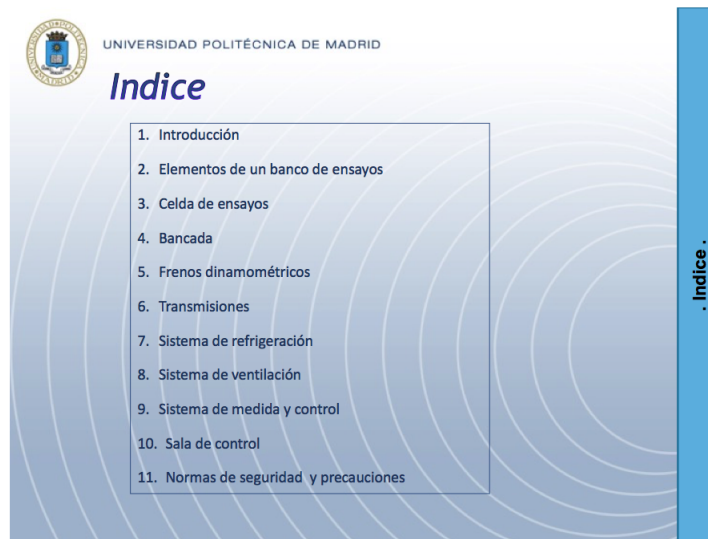 UNIVERSIDAD POLITÉCNICA DE MADRID
Indice
1. Introducción
2. Elementos de un banco de ensayos
3. Celda de ensayos
4. Bancada
5. Frenos dinamométricos
6. Transmisiones
7. Sistema de refrigeración
8. Sistema de ventilación
9. Sistema de medida y control
10. Sala de control
11. Normas de seguridad y precauciones
. Indice .